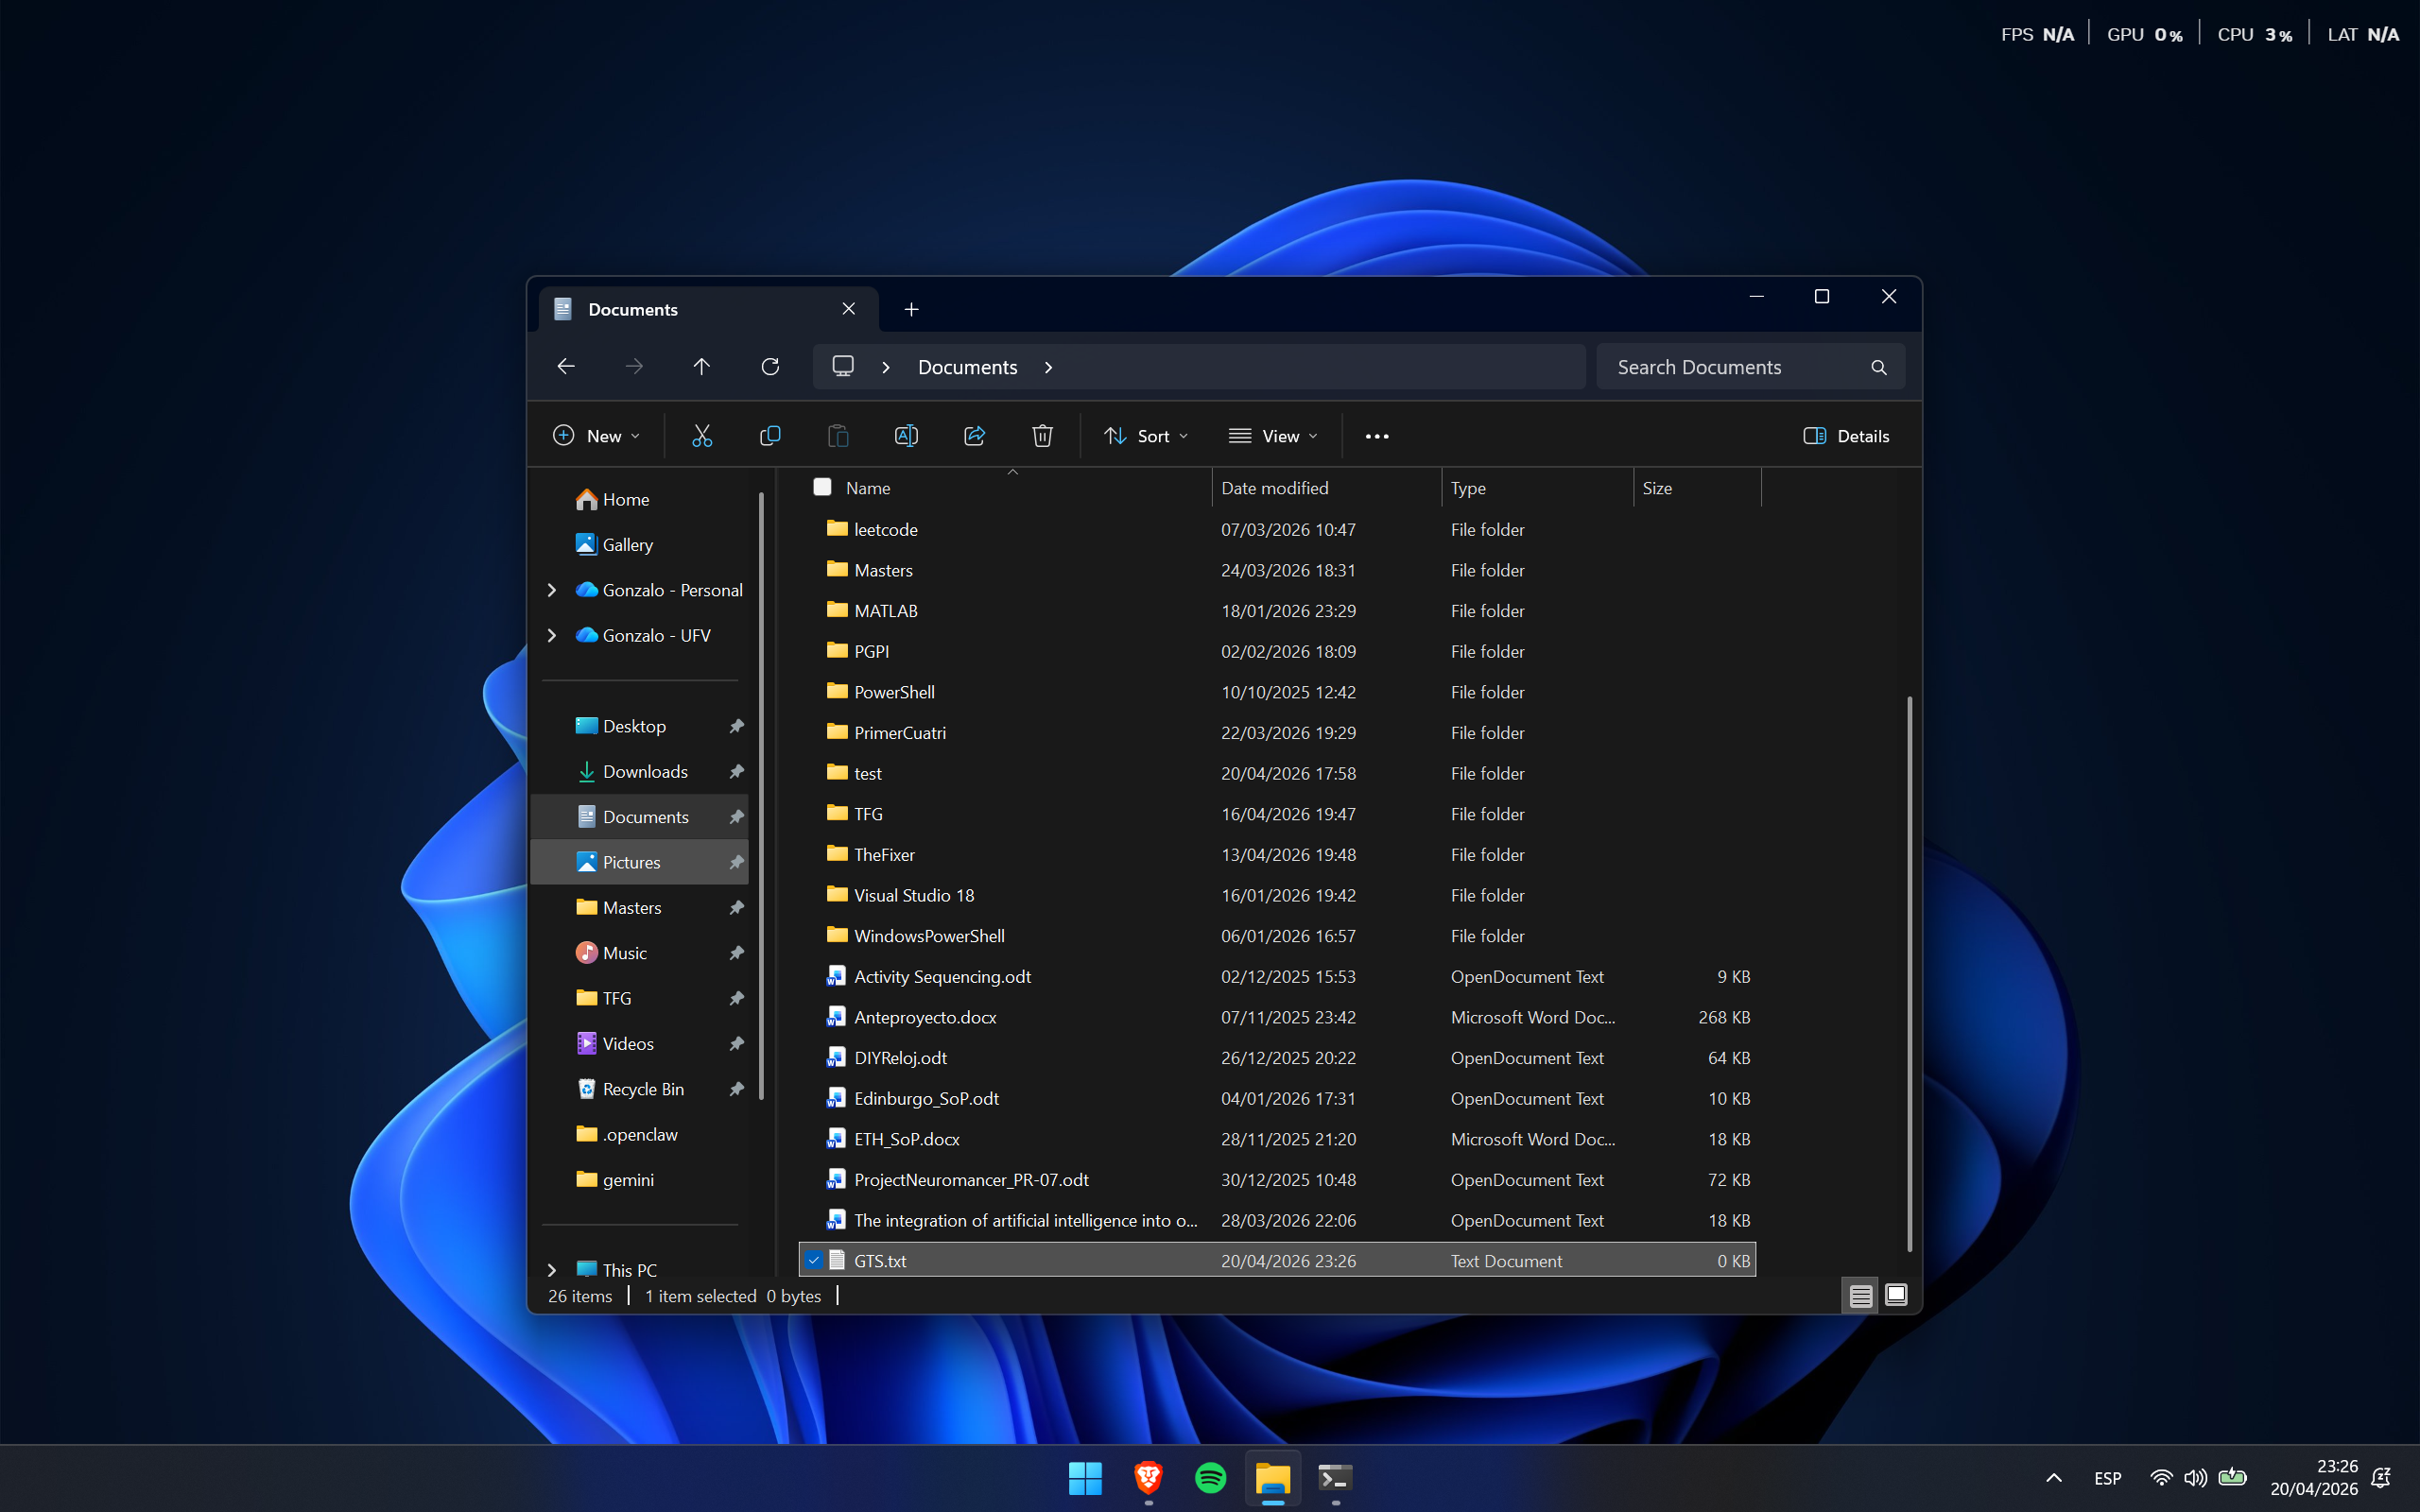 FPS N/A GPU 0% CPU 3% LAT N/A
Documents
Documents
Search Documents
New Sort View Details
Name Date modified Type Size
Home
Gallery
Gonzalo - Personal
Gonzalo - UFV
Desktop
Downloads
Documents
Pictures
Masters
Music
TFG
Videos
Recycle Bin
.openclaw
gemini
This PC
leetcode 07/03/2026 10:47 File folder
Masters 24/03/2026 18:31 File folder
MATLAB 18/01/2026 23:29 File folder
PGPI 02/02/2026 18:09 File folder
PowerShell 10/10/2025 12:42 File folder
PrimerCuatri 22/03/2026 19:29 File folder
test 20/04/2026 17:58 File folder
TFG 16/04/2026 19:47 File folder
TheFixer 13/04/2026 19:48 File folder
Visual Studio 18 16/01/2026 19:42 File folder
WindowsPowerShell 06/01/2026 16:57 File folder
Activity Sequencing.odt 02/12/2025 15:53 OpenDocument Text 9 KB
Anteproyecto.docx 07/11/2025 23:42 Microsoft Word Doc... 268 KB
DIYReloj.odt 26/12/2025 20:22 OpenDocument Text 64 KB
Edinburgo_SoP.odt 04/01/2026 17:31 OpenDocument Text 10 KB
ETH_SoP.docx 28/11/2025 21:20 Microsoft Word Doc... 18 KB
ProjectNeuromancer_PR-07.odt 30/12/2025 10:48 OpenDocument Text 72 KB
The integration of artificial intelligence into o... 28/03/2026 22:06 OpenDocument Text 18 KB
GTS.txt 20/04/2026 23:26 Text Document 0 KB
26 items 1 item selected 0 bytes
ESP
23:26
20/04/2026